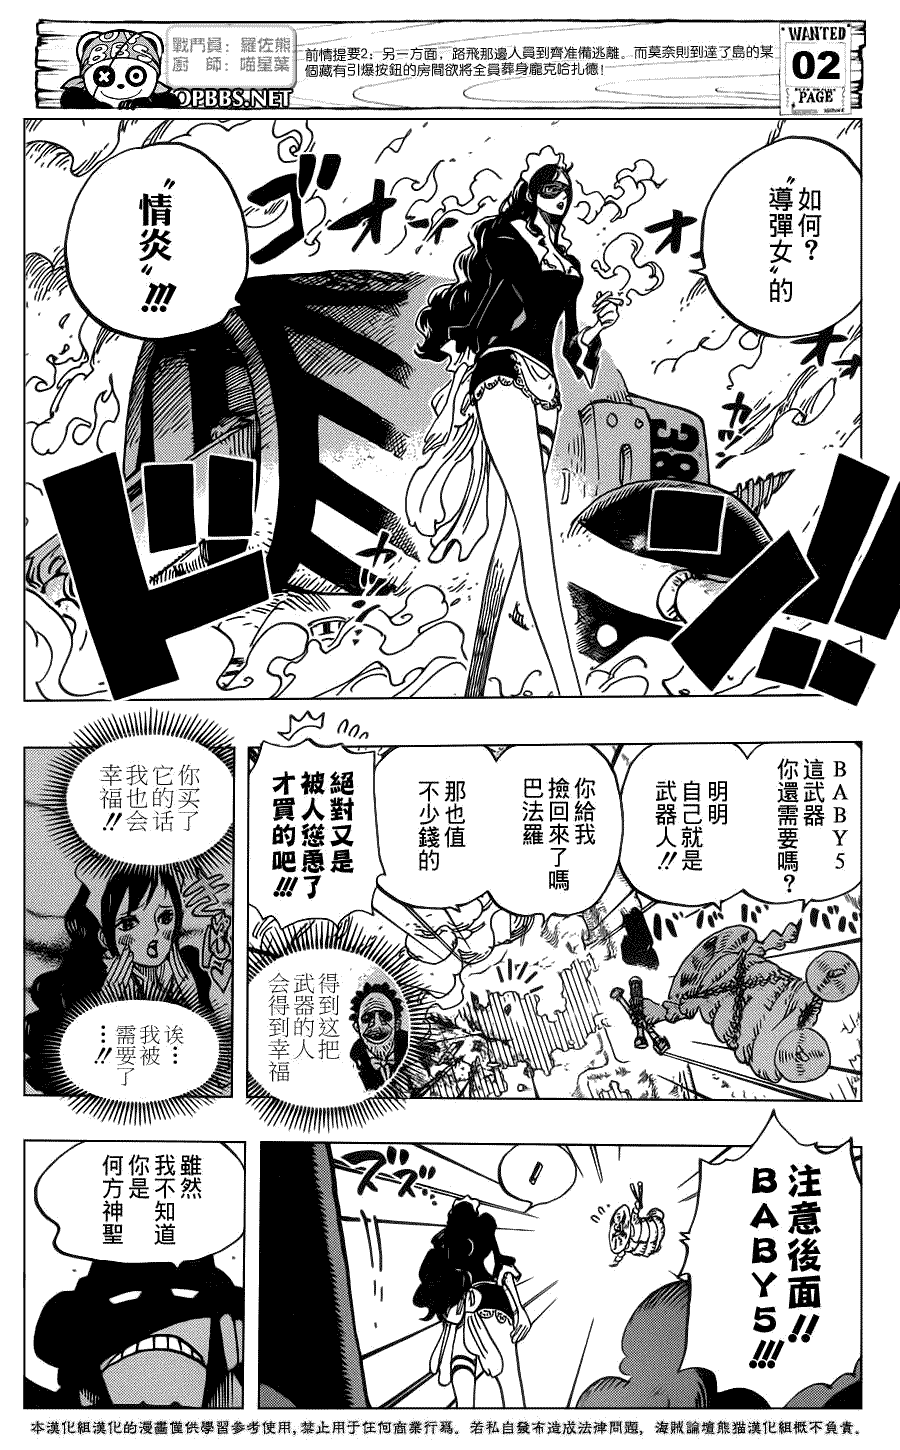 戰鬥員：羅佐熊
廚　師：喵星葉
OPBBS.NET
前情提要2：另一方面，路飛那邊人員到齊准備逃離。而莫奈則到達了島的某
個藏有引爆按鈕的房間欲將全員葬身龐克哈扎德！
WANTED
02
PAGE
如何？
"導彈女"的
"情炎"!!!
ゴオオオ
38
ドン!!
BABY5
這武器
你還需要嗎？
明明
自己就是
武器人!!
你給我
撿回來了嗎
巴法羅
那也值
不少錢的
絕對又是
被人慫恿了
才買的吧!!!
得到这把
武器的人
会得到幸福
你买了
它的话
我也会
幸福!!
诶…
我被
需要了
…!!
注意後面!!
BABY5!!!
ズズズ
雖然
我不知道
你是
何方神聖
本漢化組漢化的漫畫僅供學習參考使用，禁止用于任何商業行爲。若私自發布造成法律問題，海賊論壇熊猫漢化組概不負責。